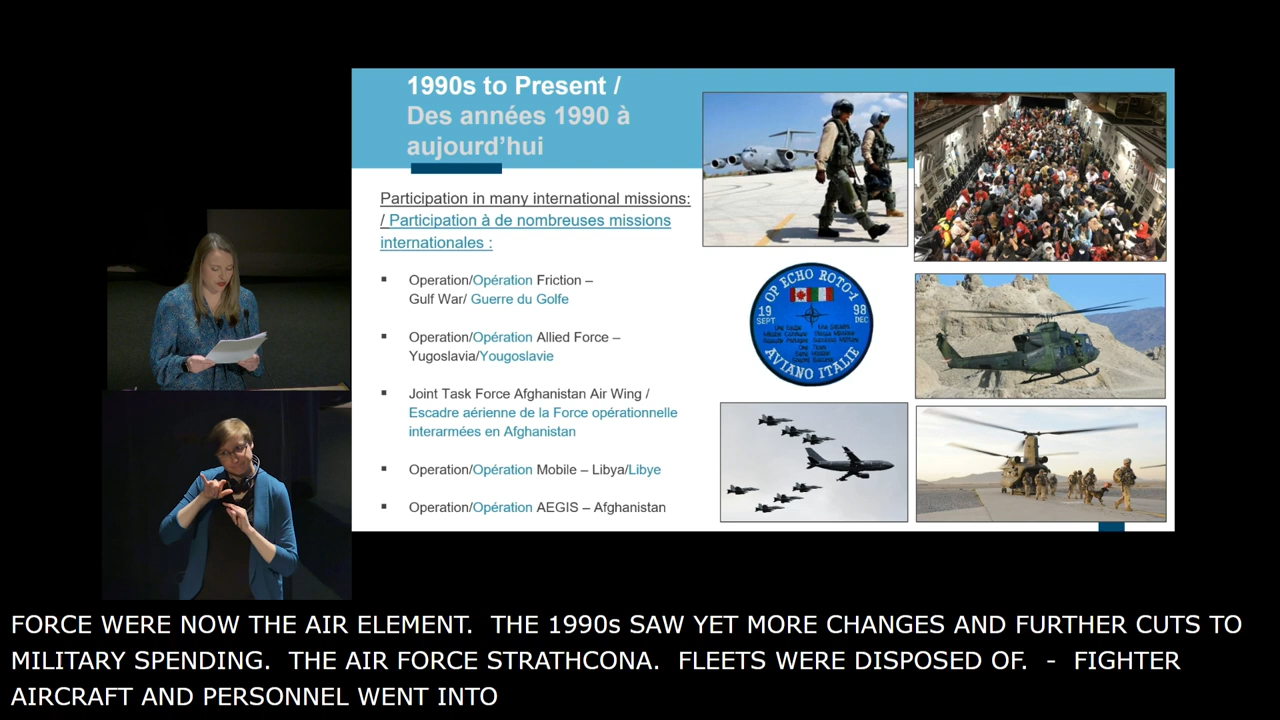 1990s to Present /
Des années 1990 à
aujourd’hui
Participation in many international missions:
/ Participation à de nombreuses missions
internationales :
▪ Operation/Opération Friction –
Gulf War/ Guerre du Golfe
▪ Operation/Opération Allied Force –
Yugoslavia/Yougoslavie
▪ Joint Task Force Afghanistan Air Wing /
Escadre aérienne de la Force opérationnelle
interarmées en Afghanistan
▪ Operation/Opération Mobile – Libya/Libye
▪ Operation/Opération AEGIS – Afghanistan
OP ECHO ROTO-1
19 98
SEPT DEC
AVIANO ITALIE
FORCE WERE NOW THE AIR ELEMENT. THE 1990s SAW YET MORE CHANGES AND FURTHER CUTS TO
MILITARY SPENDING. THE AIR FORCE STRATHCONA. FLEETS WERE DISPOSED OF. - FIGHTER
AIRCRAFT AND PERSONNEL WENT INTO